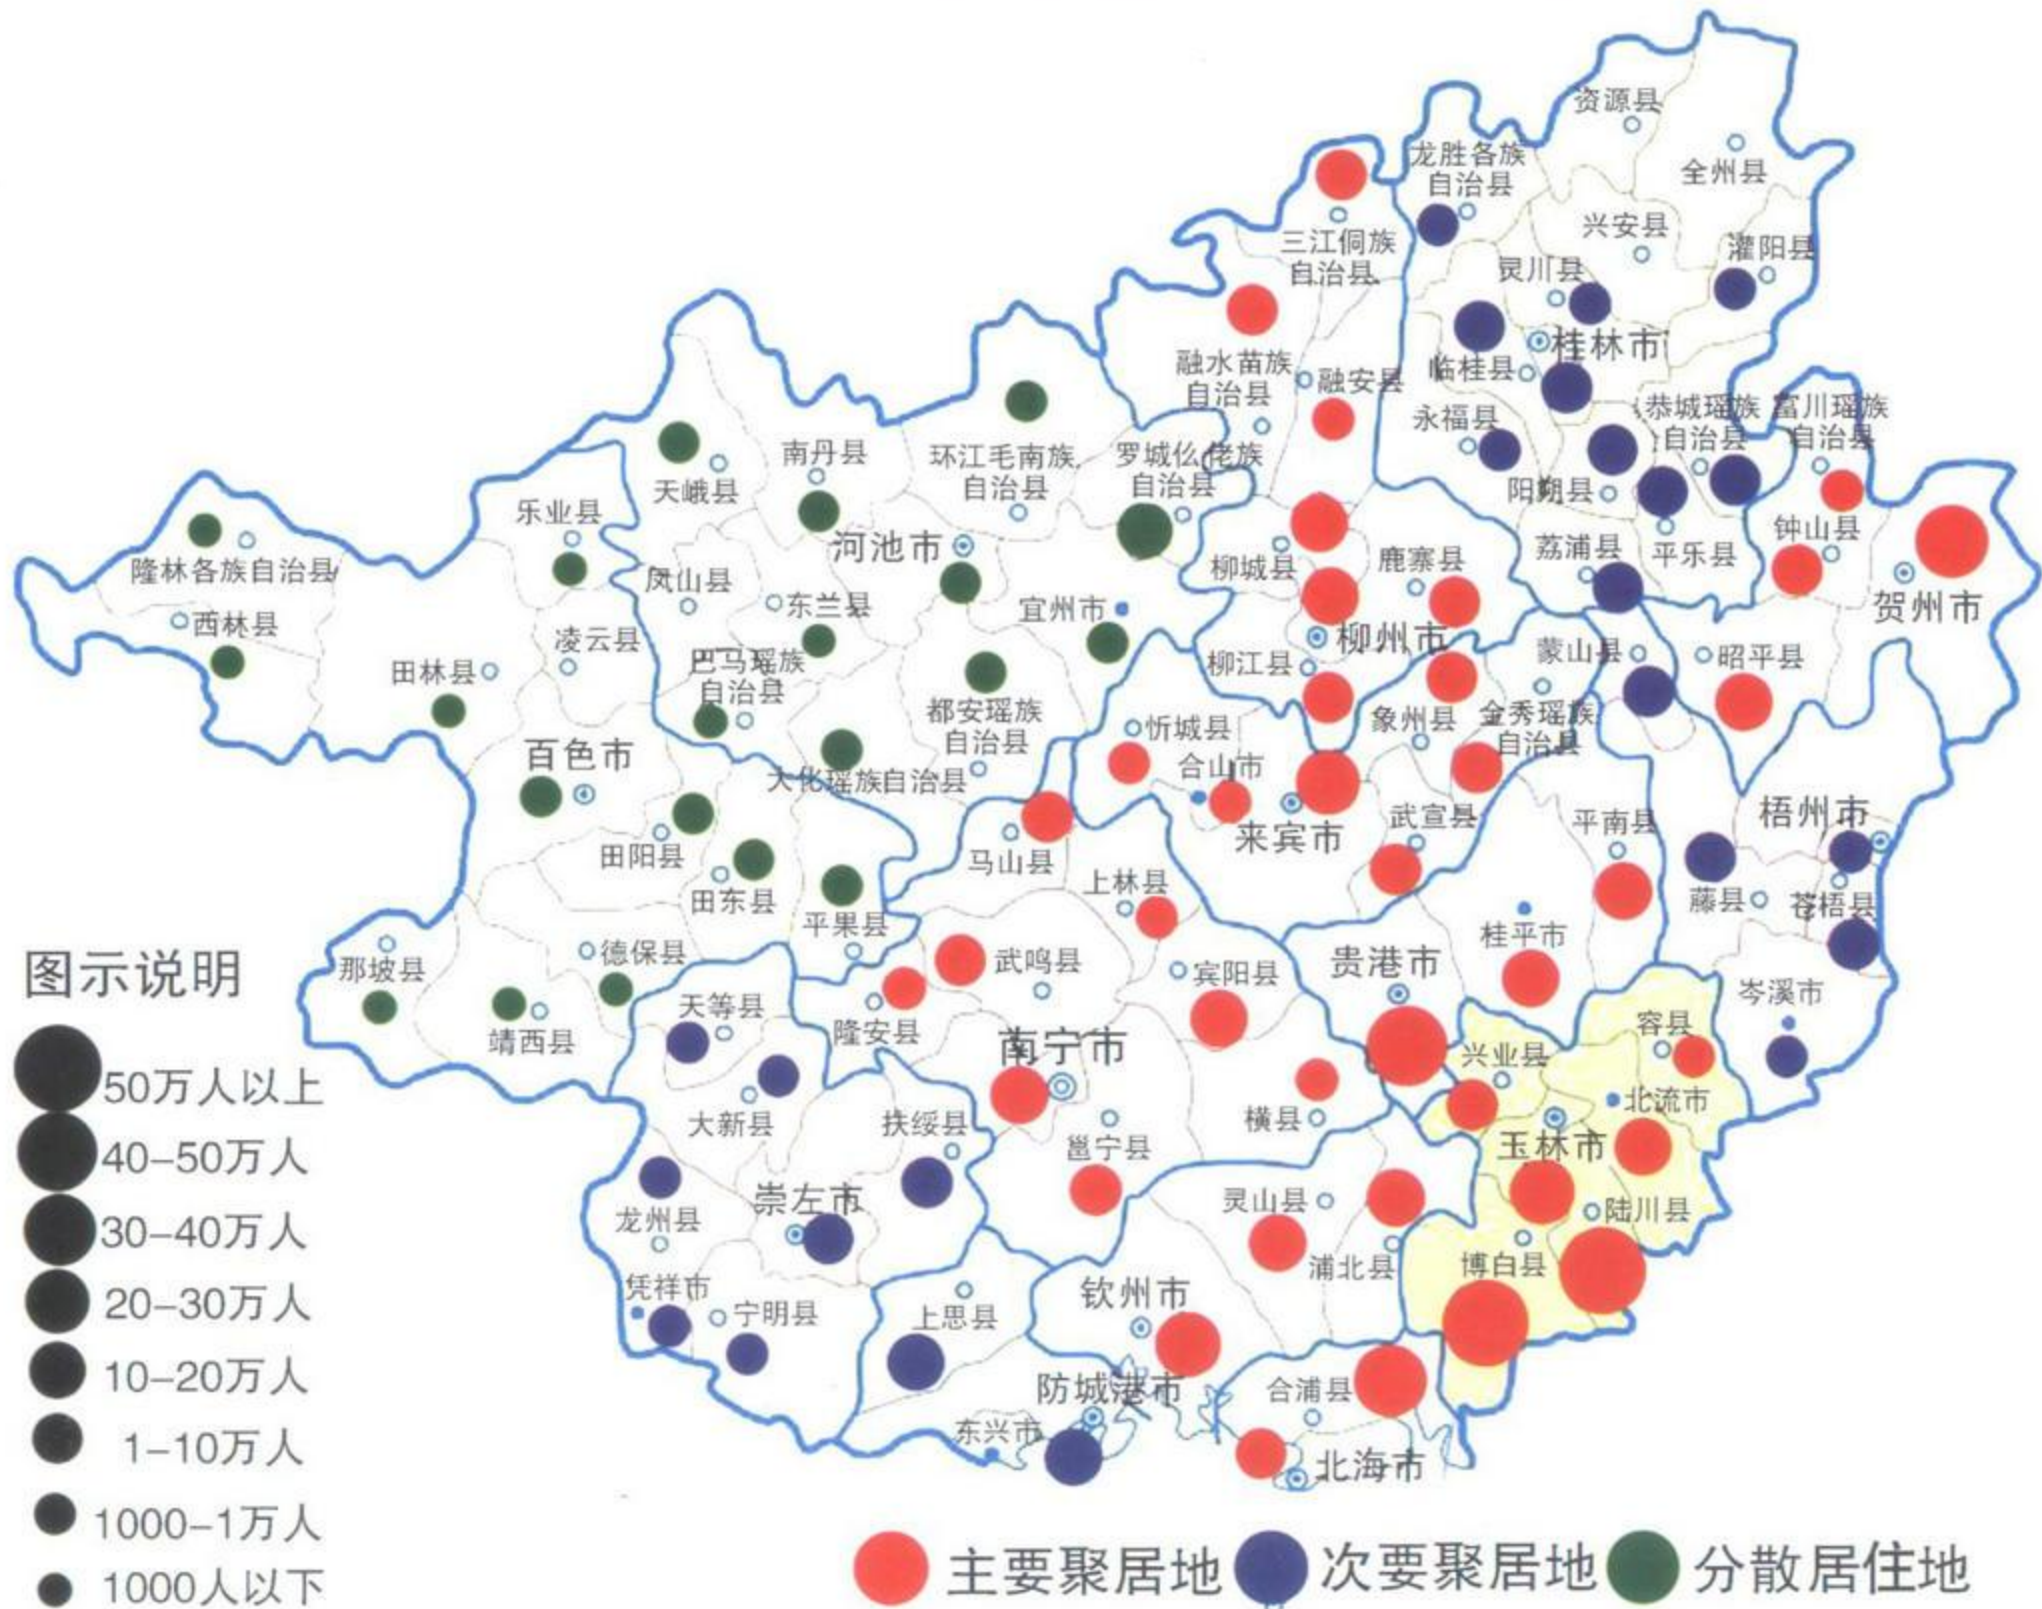 资源县
全州县
龙胜各族
自治县
兴安县
灌阳县
三江侗族
自治县
灵川县
桂林市
临桂县
融水苗族
自治县
融安县
永福县
恭城瑶族
自治县
富川瑶族
自治县
南丹县
环江毛南族
自治县
罗城仫佬族
自治县
天峨县
阳朔县
乐业县
河池市
钟山县
隆林各族自治县
凤山县
东兰县
宜州市
柳城县
鹿寨县
荔浦县
平乐县
贺州市
西林县
凌云县
柳州市
田林县
巴马瑶族
自治县
柳江县
蒙山县
昭平县
都安瑶族
自治县
忻城县
象州县
金秀瑶族
自治县
百色市
大化瑶族自治县
合山市
来宾市
武宣县
平南县
梧州市
田阳县
马山县
上林县
田东县
平果县
藤县
苍梧县
桂平市
图示说明
那坡县
德保县
武鸣县
宾阳县
贵港市
岑溪市
靖西县
天等县
隆安县
南宁市
兴业县
容县
50万人以上
大新县
扶绥县
邕宁县
横县
北流市
玉林市
40–50万人
龙州县
崇左市
灵山县
陆川县
30–40万人
浦北县
博白县
凭祥市
宁明县
上思县
钦州市
20–30万人
防城港市
合浦县
10–20万人
东兴市
北海市
1–10万人
1000–1万人
1000人以下
主要聚居地
次要聚居地
分散居住地